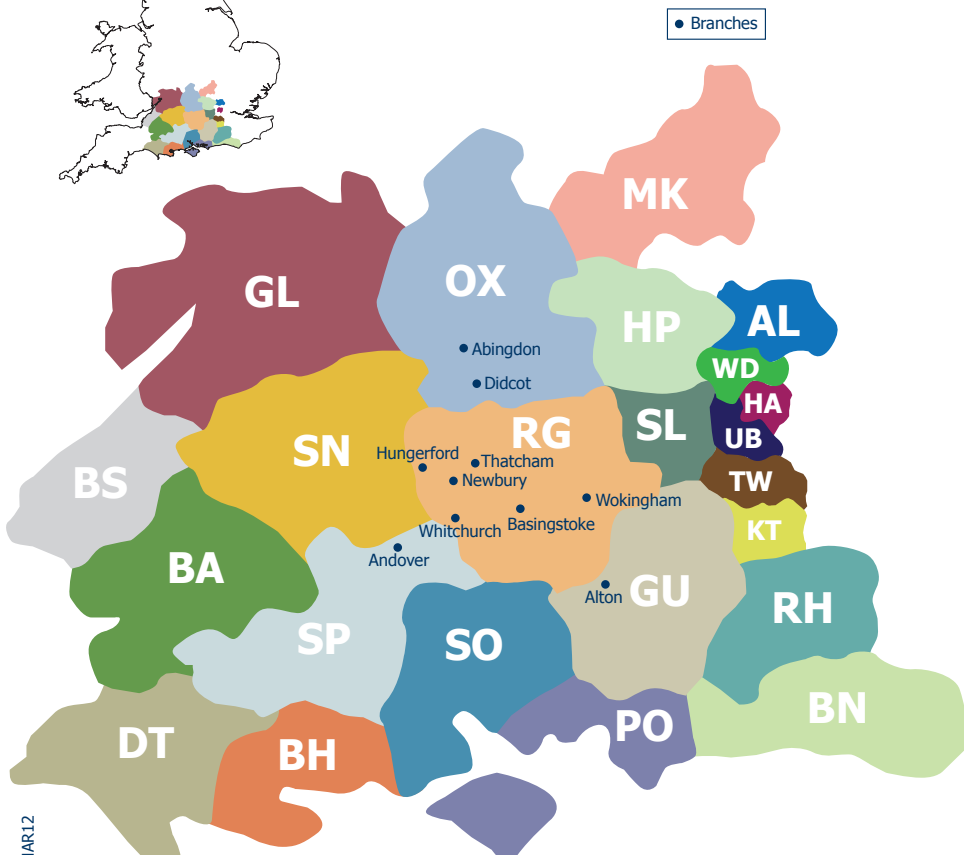 Branches
MK
OX
GL
AL
HP
WD
Abingdon
Didcot
HA
SL
RG
UB
SN
Hungerford
Thatcham
BS
Newbury
TW
Wokingham
Basingstoke
Whitchurch
KT
Andover
BA
Alton
GU
RH
SP
SO
BN
PO
DT
BH